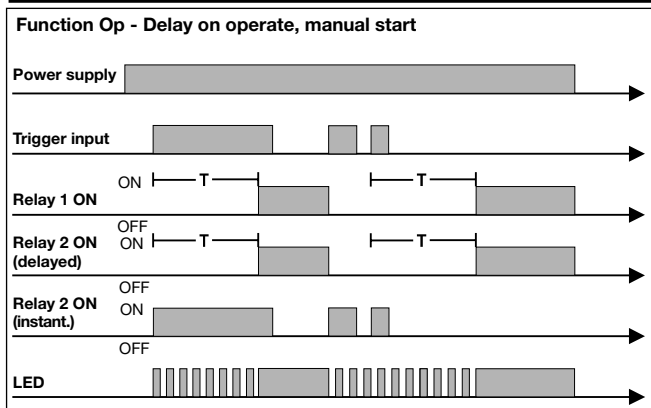 Function Op - Delay on operate, manual start
Power supply
Trigger input
ON
T
T
Relay 1 ON
OFF
ON
T
T
Relay 2 ON
(delayed)
OFF
Relay 2 ON
ON
(instant.)
OFF
LED